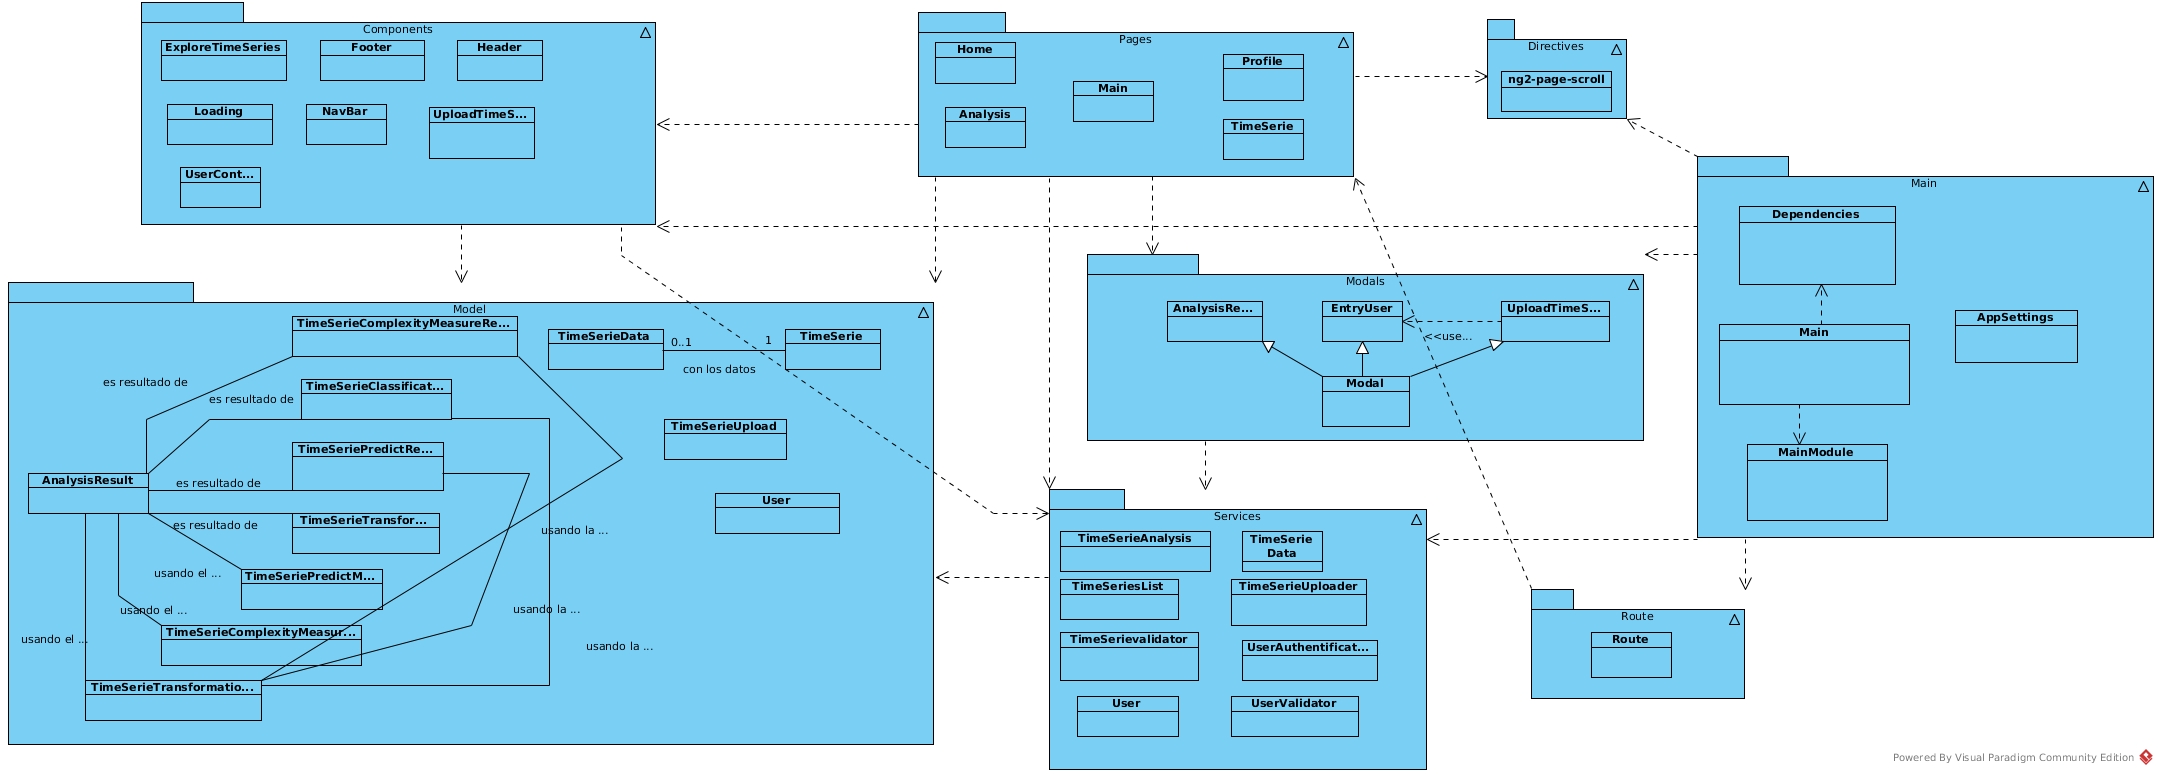 Components
ExploreTimeSeries
Footer
Header
Loading
NavBar
UploadTimeS...
UserCont...
Pages
Home
Main
Profile
Analysis
TimeSerie
Directives
ng2-page-scroll
Main
Dependencies
Main
AppSettings
MainModule
Model
TimeSerieComplexityMeasureRe...
TimeSerieData
0..1
1
TimeSerie
con los datos
es resultado de
TimeSerieClassificat...
es resultado de
TimeSerieUpload
TimeSeriePredictRe...
AnalysisResult
es resultado de
User
TimeSerieTransfor...
es resultado de
usando la ...
TimeSeriePredictM...
usando el ...
usando el ...
usando la ...
TimeSerieComplexityMeasur...
usando el ...
usando la ...
TimeSerieTransformatio...
Modals
AnalysisRe...
EntryUser
UploadTimeS...
<<use...
Modal
Services
TimeSerieAnalysis
TimeSerie
Data
TimeSeriesList
TimeSerieUploader
TimeSerievalidator
UserAuthentificat...
User
UserValidator
Route
Route
Powered By Visual Paradigm Community Edition